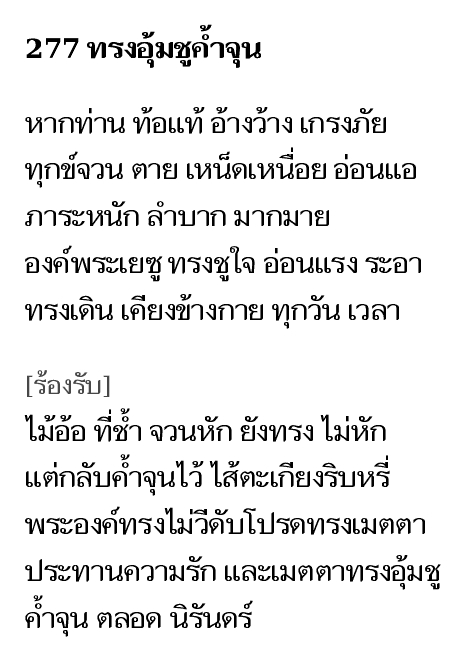 277 ทรงอุ้มชูค้ำจุน
หากท่าน ท้อแท้ อ้างว้าง เกรงภัย
ทุกข์จวน ตาย เหน็ดเหนื่อย อ่อนแอ
ภาระหนัก ลำบาก มากมาย
องค์พระเยซู ทรงชูใจ อ่อนแรง ระอา
ทรงเดิน เคียงข้างกาย ทุกวัน เวลา
[ร้องรับ]
ไม้อ้อ ที่ช้ำ จวนหัก ยังทรง ไม่หัก
แต่กลับค้ำจุนไว้ ไส้ตะเกียงริบหรี่
พระองค์ทรงไม่วีดับโปรดทรงเมตตา
ประทานความรัก และเมตตาทรงอุ้มชู
ค้ำจุน ตลอด นิรันดร์